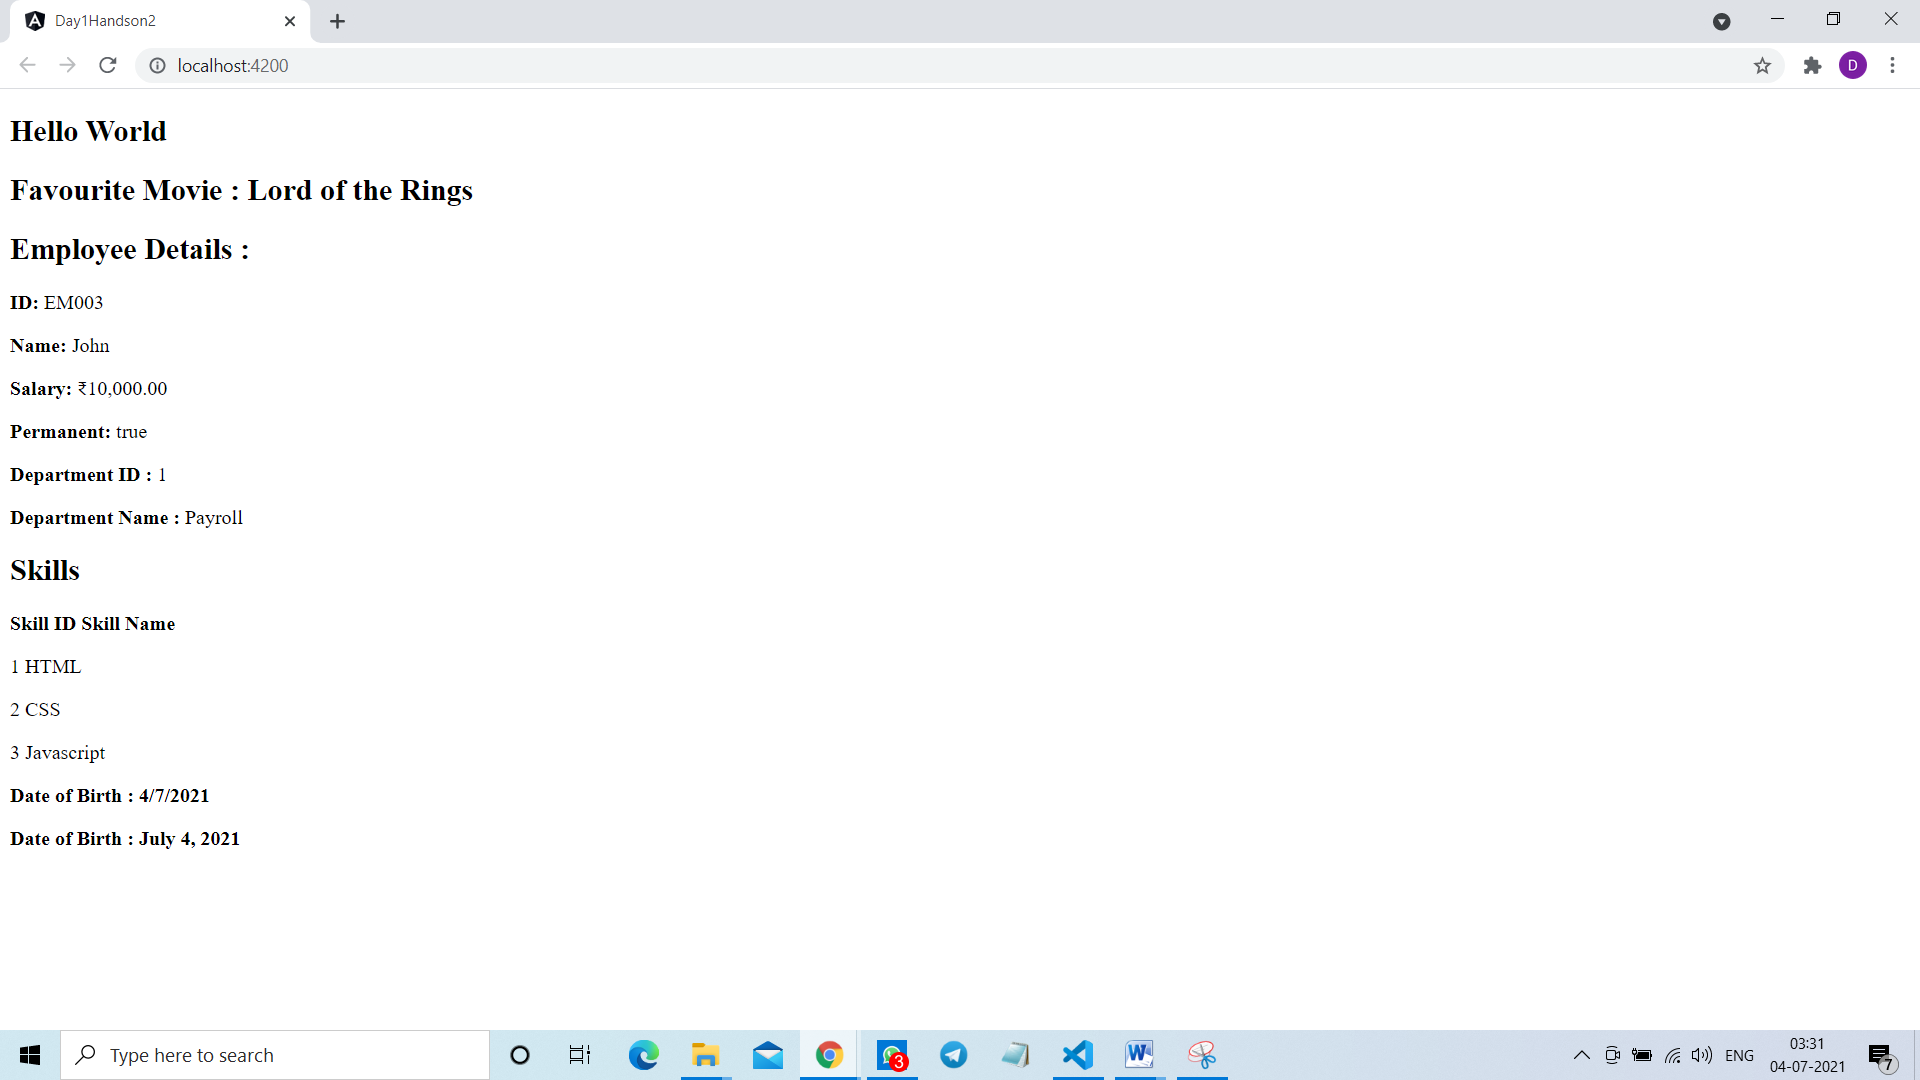 Day1Handson2
localhost:4200
D
Hello World
Favourite Movie : Lord of the Rings
Employee Details :
ID: EM003
Name: John
Salary: ₹10,000.00
Permanent: true
Department ID : 1
Department Name : Payroll
Skills
Skill ID Skill Name
1 HTML
2 CSS
3 Javascript
Date of Birth : 4/7/2021
Date of Birth : July 4, 2021
Type here to search
3
W
ENG
03:31
04-07-2021
7